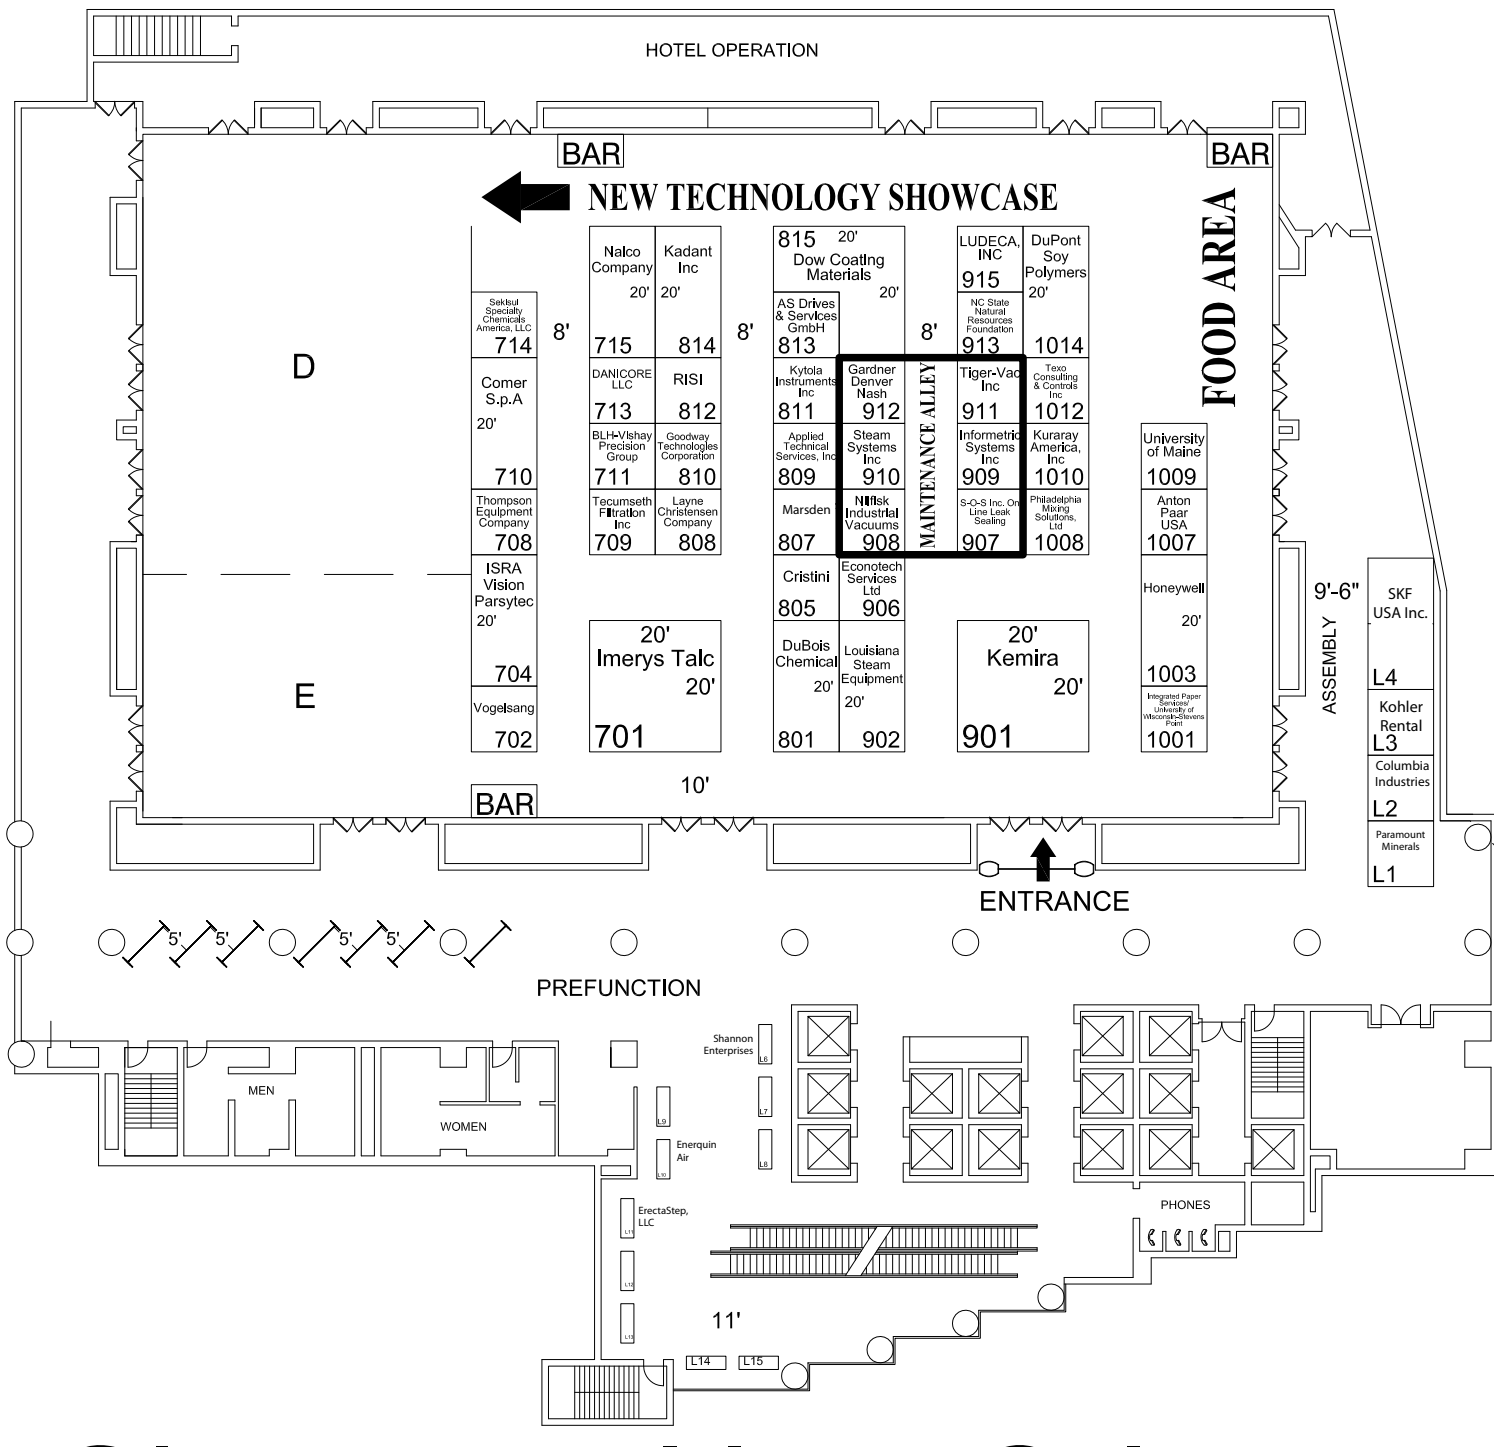 HOTEL OPERATION
BAR
BAR
NEW TECHNOLOGY SHOWCASE
FOOD AREA
D
E
Sekisui
Specialty
Chemicals
America, LLC
714
Comer
S.p.A
20'
710
Thompson
Equipment
Company
708
ISRA
Vision
Parsytec
20'
704
Vogelsang
702
BAR
8'
Nalco
Company
20'
715
Kadant
Inc
20'
814
DANICORE
LLC
713
RISI
812
BLH-Vishay
Precision
Group
711
Goodway
Technologies
Corporation
810
Tecumseth
Filtration
Inc
709
Layne
Christensen
Company
808
20'
Imerys Talc
20'
701
10'
8'
815
20'
Dow Coating
Materials
20'
AS Drives
& Services
GmbH
813
Kytola
Instruments
Inc
811
Gardner
Denver
Nash
912
Applied
Technical
Services, Inc
809
Steam
Systems
Inc
910
Marsden
807
Nilfisk
Industrial
Vacuums
908
Cristini
805
Econotech
Services
Ltd
906
DuBois
Chemical
20'
801
Louisiana
Steam
Equipment
20'
902
8'
MAINTENANCE ALLEY
LUDECA,
INC
915
DuPont
Soy
Polymers
20'
1014
NC State
Natural
Resources
Foundation
913
Tiger-Vac
Inc
911
Texo
Consulting
& Controls
Inc
1012
Informetric
Systems
Inc
909
Kuraray
America,
Inc
1010
S-O-S Inc. On
Line Leak
Sealing
907
Philadelphia
Mixing
Solutions,
Ltd
1008
20'
Kemira
20'
901
University
of Maine
1009
Anton
Paar
USA
1007
Honeywell
20'
1003
Integrated Paper
Services/
University of
Wisconsin-Stevens
Point
1001
9'-6"
ASSEMBLY
SKF
USA Inc.
L4
Kohler
Rental
L3
Columbia
Industries
L2
Paramount
Minerals
L1
ENTRANCE
5'
5'
5'
5'
PREFUNCTION
MEN
WOMEN
Shannon
Enterprises
L6
L7
L8
L9
Enerquin
Air
L10
ErectaStep,
LLC
L11
L12
L13
11'
L14
L15
PHONES